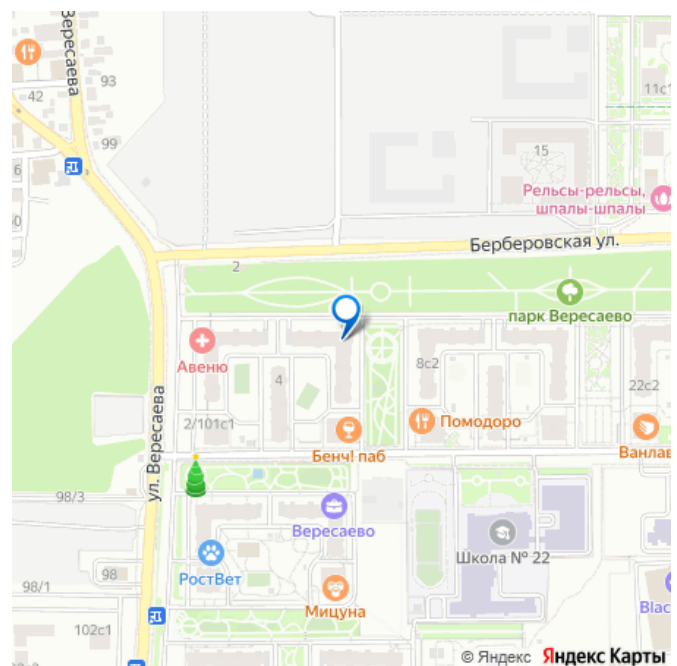 Вересаева
93
42
11с1
99
15
6
Рельсы-рельсы,
шпалы-шпалы
Берберовская ул.
2
парк Вересаево
Авеню
4
8с2
22с2
ул. Вересаева
2/101с1
Помодоро
Бенч! паб
Ванлав
98/3
Вересаево
Школа № 22
98
РостВет
98/1
Мицуна
Blac
102с1
© Яндекс Яндекс Карты